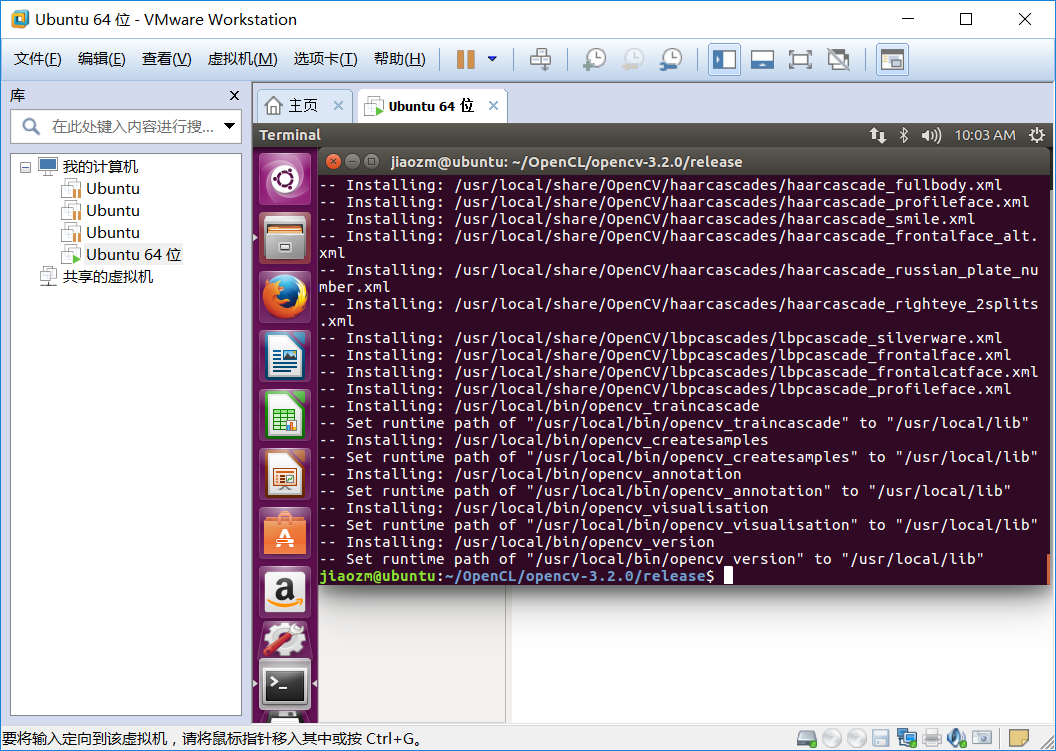 Ubuntu 64 位 - VMware Workstation
文件(F) 编辑(E) 查看(V) 虚拟机(M) 选项卡(T) 帮助(H)
库
在此处键入内容进行搜...
我的计算机
Ubuntu
Ubuntu
Ubuntu
Ubuntu 64 位
共享的虚拟机
主页 Ubuntu 64 位
Terminal 10:03 AM
jiaozm@ubuntu: ~/OpenCL/opencv-3.2.0/release
-- Installing: /usr/local/share/OpenCV/haarcascades/haarcascade_fullbody.xml
-- Installing: /usr/local/share/OpenCV/haarcascades/haarcascade_profileface.xml
-- Installing: /usr/local/share/OpenCV/haarcascades/haarcascade_smile.xml
-- Installing: /usr/local/share/OpenCV/haarcascades/haarcascade_frontalface_alt.
xml
-- Installing: /usr/local/share/OpenCV/haarcascades/haarcascade_russian_plate_nu
mber.xml
-- Installing: /usr/local/share/OpenCV/haarcascades/haarcascade_righteye_2splits
.xml
-- Installing: /usr/local/share/OpenCV/lbpcascades/lbpcascade_silverware.xml
-- Installing: /usr/local/share/OpenCV/lbpcascades/lbpcascade_frontalface.xml
-- Installing: /usr/local/share/OpenCV/lbpcascades/lbpcascade_frontalcatface.xml
-- Installing: /usr/local/share/OpenCV/lbpcascades/lbpcascade_profileface.xml
-- Installing: /usr/local/bin/opencv_traincascade
-- Set runtime path of "/usr/local/bin/opencv_traincascade" to "/usr/local/lib"
-- Installing: /usr/local/bin/opencv_createsamples
-- Set runtime path of "/usr/local/bin/opencv_createsamples" to "/usr/local/lib"
-- Installing: /usr/local/bin/opencv_annotation
-- Set runtime path of "/usr/local/bin/opencv_annotation" to "/usr/local/lib"
-- Installing: /usr/local/bin/opencv_visualisation
-- Set runtime path of "/usr/local/bin/opencv_visualisation" to "/usr/local/lib"
-- Installing: /usr/local/bin/opencv_version
-- Set runtime path of "/usr/local/bin/opencv_version" to "/usr/local/lib"
jiaozm@ubuntu:~/OpenCL/opencv-3.2.0/release$
要将输入定向到该虚拟机，请将鼠标指针移入其中或按 Ctrl+G。